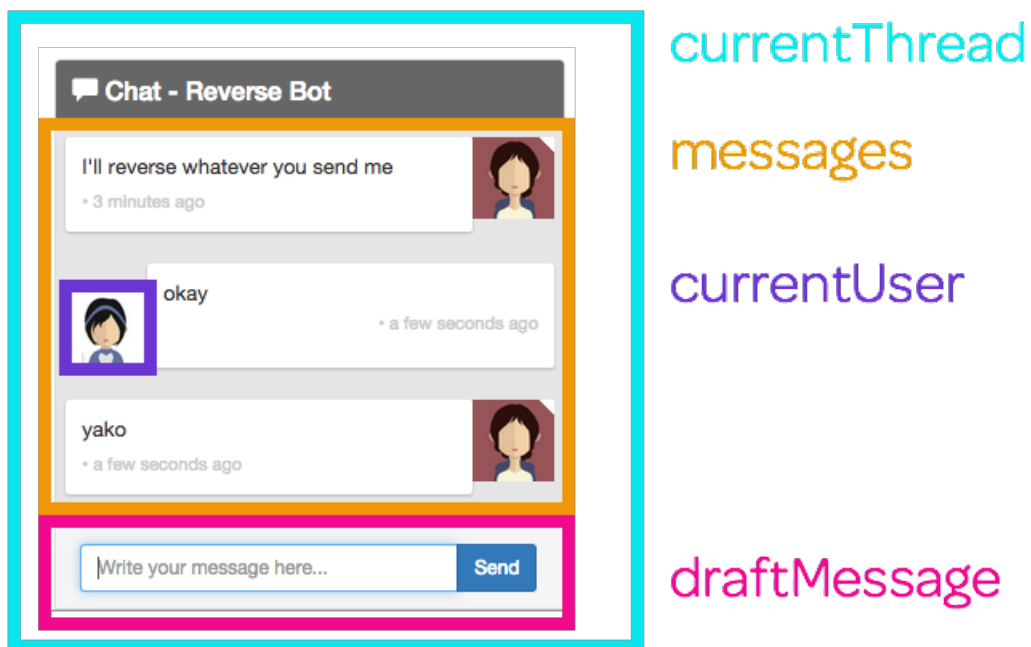 Chat - Reverse Bot
I'll reverse whatever you send me
• 3 minutes ago
okay
• a few seconds ago
yako
• a few seconds ago
Write your message here...
Send
currentThread
messages
currentUser
draftMessage